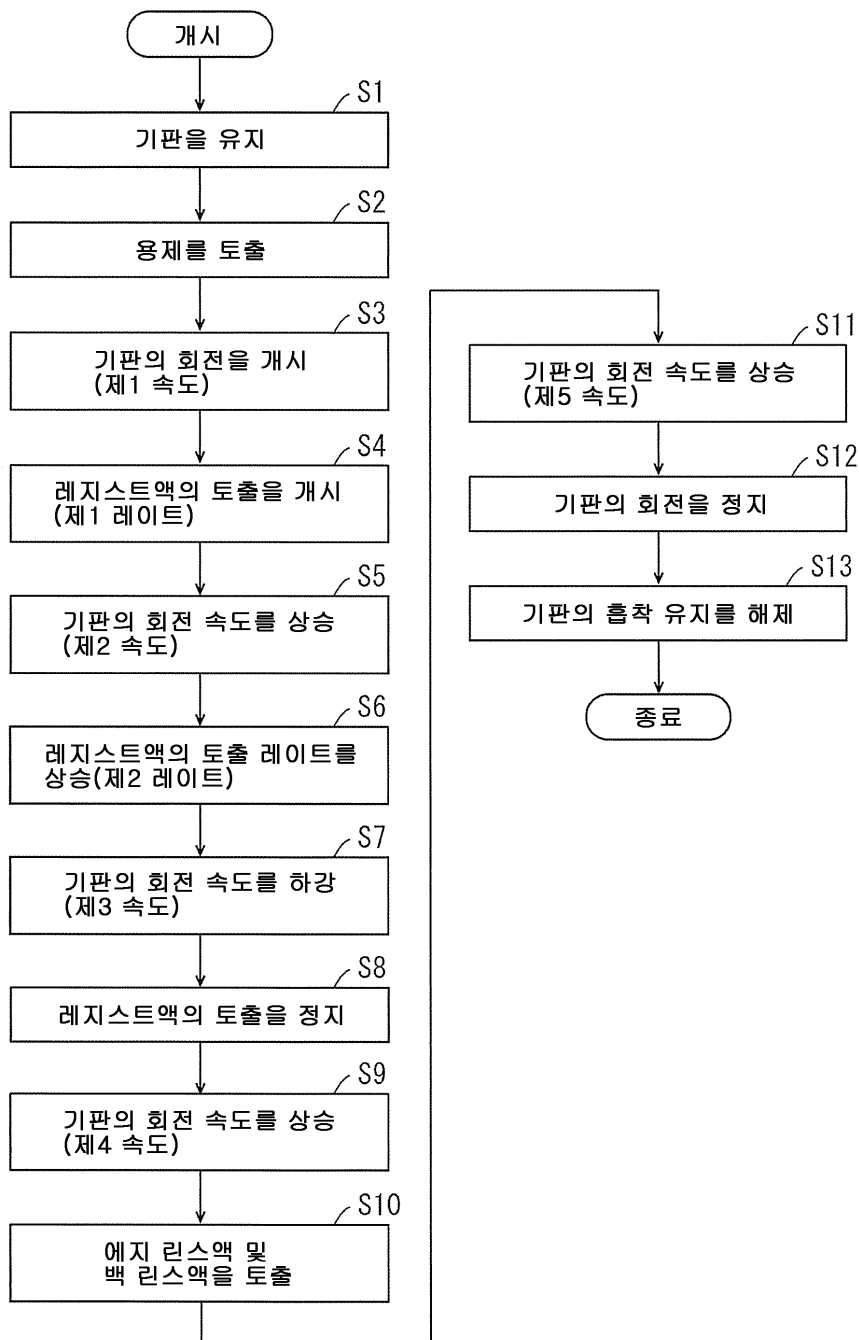 개시
S1
기판을 유지
S2
용제를 토출
S3
기판의 회전을 개시
(제1 속도)
S4
레지스트액의 토출을 개시
(제1 레이트)
S5
기판의 회전 속도를 상승
(제2 속도)
S6
레지스트액의 토출 레이트를
상승(제2 레이트)
S7
기판의 회전 속도를 하강
(제3 속도)
S8
레지스트액의 토출을 정지
S9
기판의 회전 속도를 상승
(제4 속도)
S10
에지 린스액 및
백 린스액을 토출
S11
기판의 회전 속도를 상승
(제5 속도)
S12
기판의 회전을 정지
S13
기판의 흡착 유지를 해제
종료